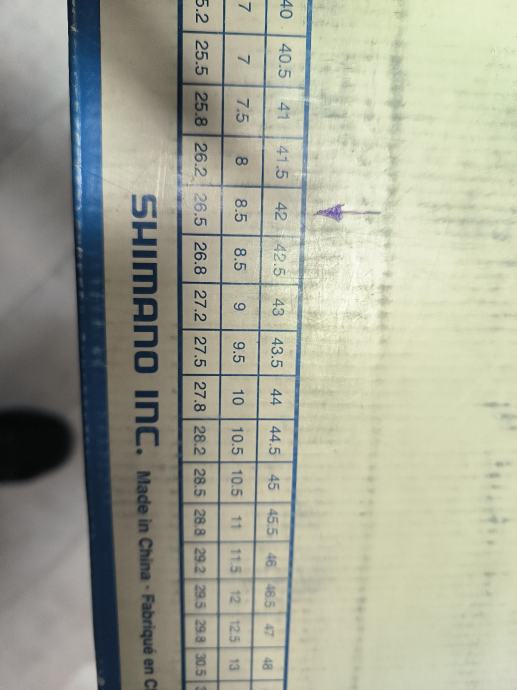 40 40.5 41 41.5 42 42.5 43 43.5 44 44.5 45 45.5 46 46.5 47 48
7 7 7.5 8 8.5 8.5 9 9.5 10 10.5 10.5 11 11.5 12 12.5 13
5.2 25.5 25.8 26.2 26.5 26.8 27.2 27.5 27.8 28.2 28.5 28.8 29.2 29.5 29.8 30.5
SHIMANO INC. Made in China · Fabriqué en C